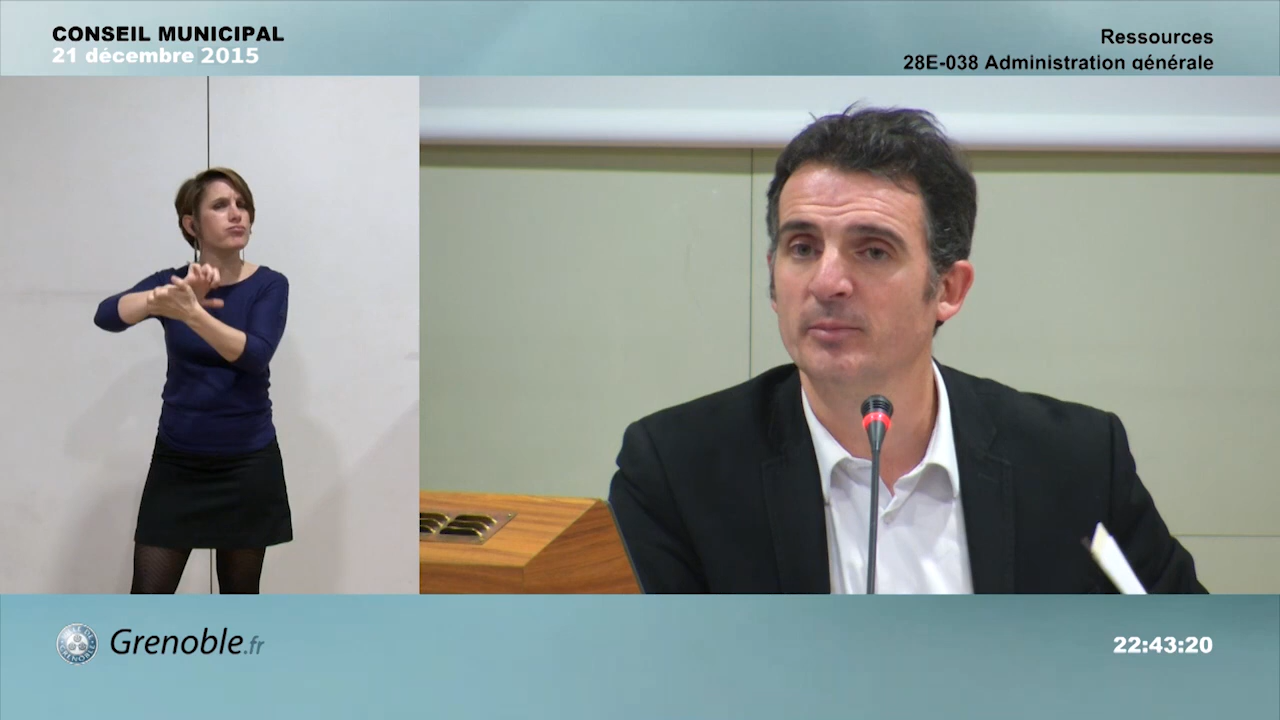 CONSEIL MUNICIPAL
21 décembre 2015
Ressources
28E-038 Administration générale
Grenoble.fr
22:43:20